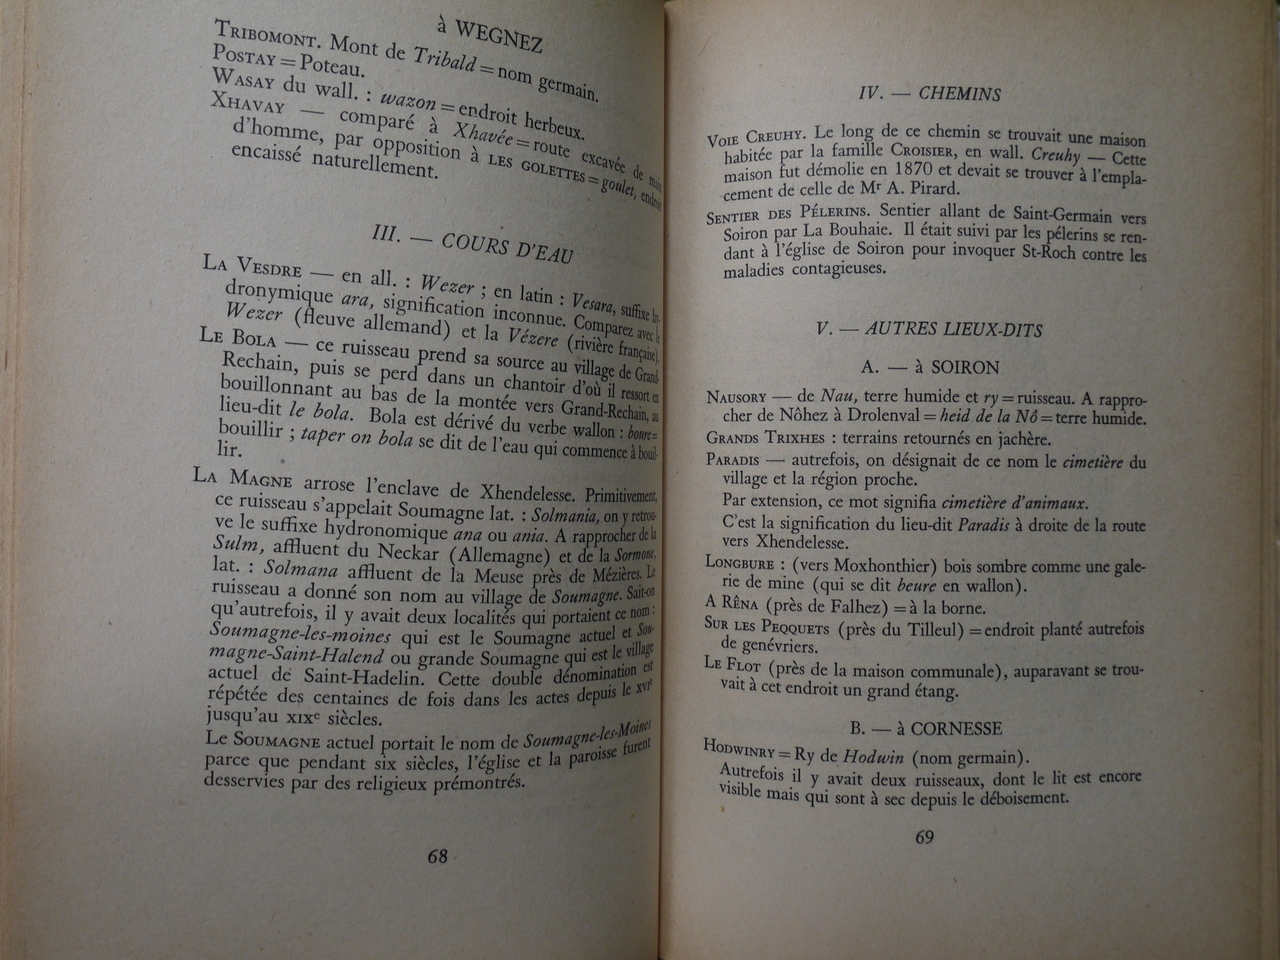 à WEGNEZ
TRIBOMONT. Mont de Tribald = nom germain.
POSTAY = Poteau.
WASAY du wall. : wazon = endroit herbeux.
XHAVAY — comparé à Xhavée = route excavée de
d'homme, par opposition à LES GOLETTES = goulet, endroit
encaissé naturellement.
III. — COURS D'EAU
LA VESDRE — en all. : Wezer ; en latin : Vesara, suffixe hy-
dronymique ara, signification inconnue. Comparez avec le
Wezer (fleuve allemand) et la Vézere (rivière française).
LE BOLA — ce ruisseau prend sa source au village de Grand-
Rechain, puis se perd dans un chantoir d'où il ressort en
bouillonnant au bas de la montée vers Grand-Rechain, au
lieu-dit le bola. Bola est dérivé du verbe wallon : boure =
bouillir ; taper on bola se dit de l'eau qui commence à bouil-
lir.
LA MAGNE arrose l'enclave de Xhendelesse. Primitivement,
ce ruisseau s'appelait Soumagne lat. : Solmania, on y retrou-
ve le suffixe hydronomique ana ou ania. A rapprocher de la
Sulm, affluent du Neckar (Allemagne) et de la Sormone,
lat. : Solmana affluent de la Meuse près de Mézières. Le
ruisseau a donné son nom au village de Soumagne. Sait-on
qu'autrefois, il y avait deux localités qui portaient ce nom :
Soumagne-les-moines qui est le Soumagne actuel et Sou-
magne-Saint-Halend ou grande Soumagne qui est le village
actuel de Saint-Hadelin. Cette double dénomination est
répétée des centaines de fois dans les actes depuis le XVIe
jusqu'au XIXe siècles.
Le SOUMAGNE actuel portait le nom de Soumagne-les-Moines
parce que pendant six siècles, l'église et la paroisse furent
desservies par des religieux prémontrés.
68
IV. — CHEMINS
VOIE CREUHY. Le long de ce chemin se trouvait une maison
habitée par la famille CROISIER, en wall. Creuhy — Cette
maison fut démolie en 1870 et devait se trouver à l'empla-
cement de celle de Mr A. Pirard.
SENTIER DES PÉLERINS. Sentier allant de Saint-Germain vers
Soiron par La Bouhaie. Il était suivi par les pélerins se ren-
dant à l'église de Soiron pour invoquer St-Roch contre les
maladies contagieuses.
V. — AUTRES LIEUX-DITS
A. — à SOIRON
NAUSORY — de Nau, terre humide et ry = ruisseau. A rappro-
cher de Nôhez à Drolenval = heid de la Nô = terre humide.
GRANDS TRIXHES : terrains retournés en jachère.
PARADIS — autrefois, on désignait de ce nom le cimetière du
village et la région proche.
Par extension, ce mot signifia cimetière d'animaux.
C'est la signification du lieu-dit Paradis à droite de la route
vers Xhendelesse.
LONGBURE : (vers Moxhonthier) bois sombre comme une gale-
rie de mine (qui se dit beure en wallon).
A RÊNA (près de Falhez) = à la borne.
SUR LES PEQQUETS (près du Tilleul) = endroit planté autrefois
de genévriers.
LE FLOT (près de la maison communale), auparavant se trou-
vait à cet endroit un grand étang.
B. — à CORNESSE
HODWINRY = Ry de Hodwin (nom germain).
Autrefois il y avait deux ruisseaux, dont le lit est encore
visible mais qui sont à sec depuis le déboisement.
69